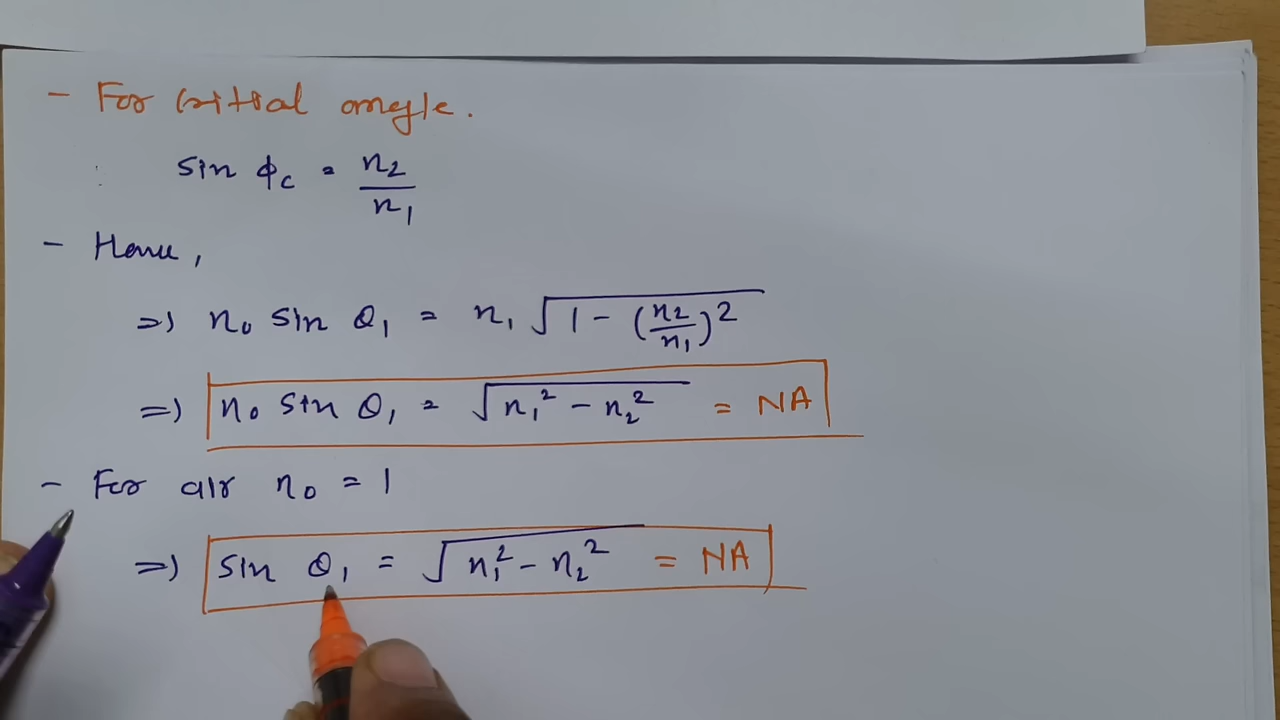 - For critical angle.
sin φc = n2/n1
- Hence,
=> n0 sin θ1 = n1 √(1 - (n2/n1)^2)
=> n0 sin θ1 = √(n1² - n2²) = NA
- For air n0 = 1
=> sin θ1 = √(n1² - n2²) = NA